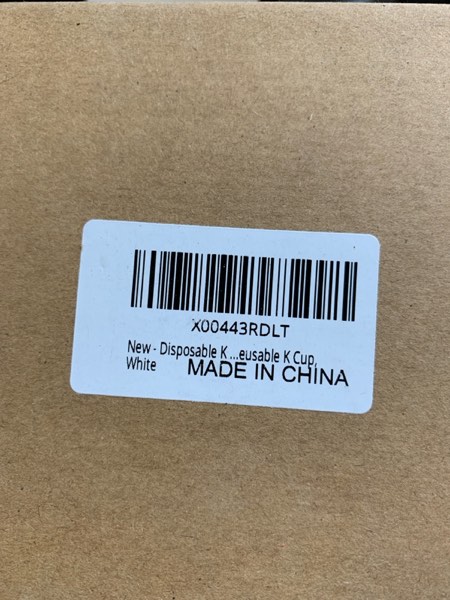 X00443RDLT
New - Disposable K ...eusable K Cup,
White MADE IN CHINA